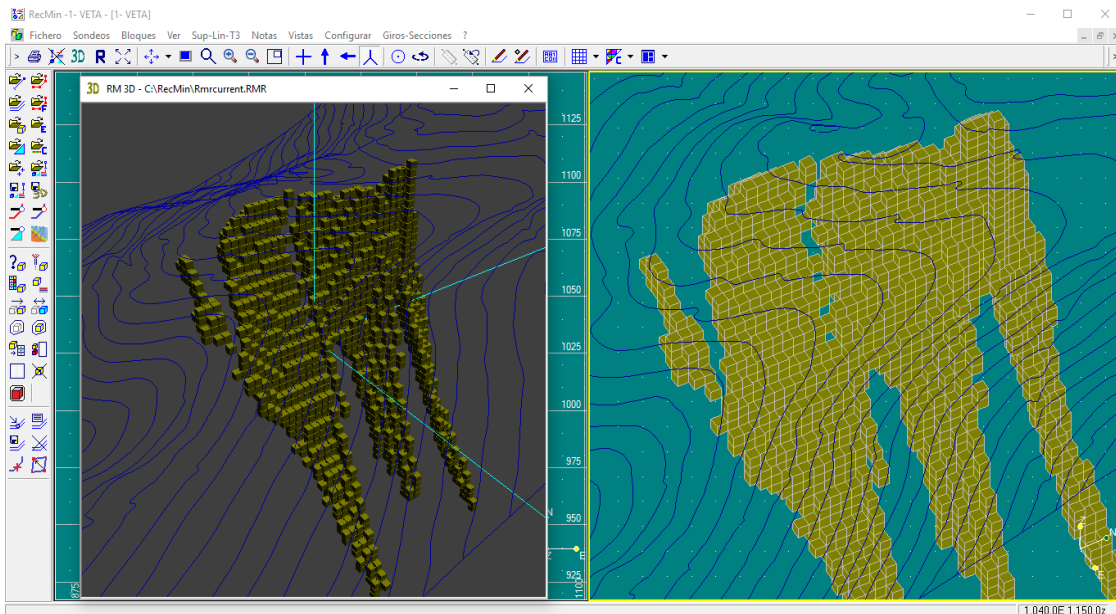 RecMin -1- VETA - [1- VETA]
Fichero Sondeos Bloques Ver Sup-Lin-T3 Notas Vistas Configurar Giros-Secciones ?
3D R
3D RM 3D - C:\RecMin\Rmrcurrent.RMR
1125
1100
1075
1050
1025
1000
975
950
925
875
1100
N
E
N
E
1.040.0E 1.150.0z